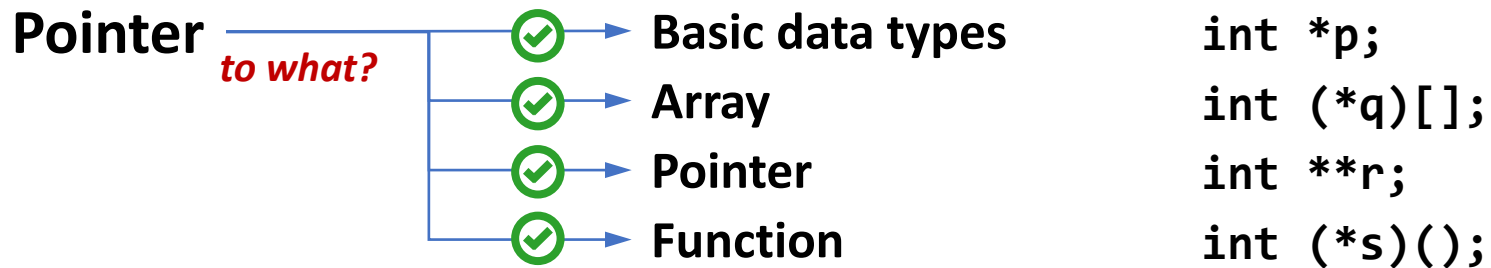 Pointer
to what?
Basic data types int *p;
Array int (*q)[];
Pointer int **r;
Function int (*s)();